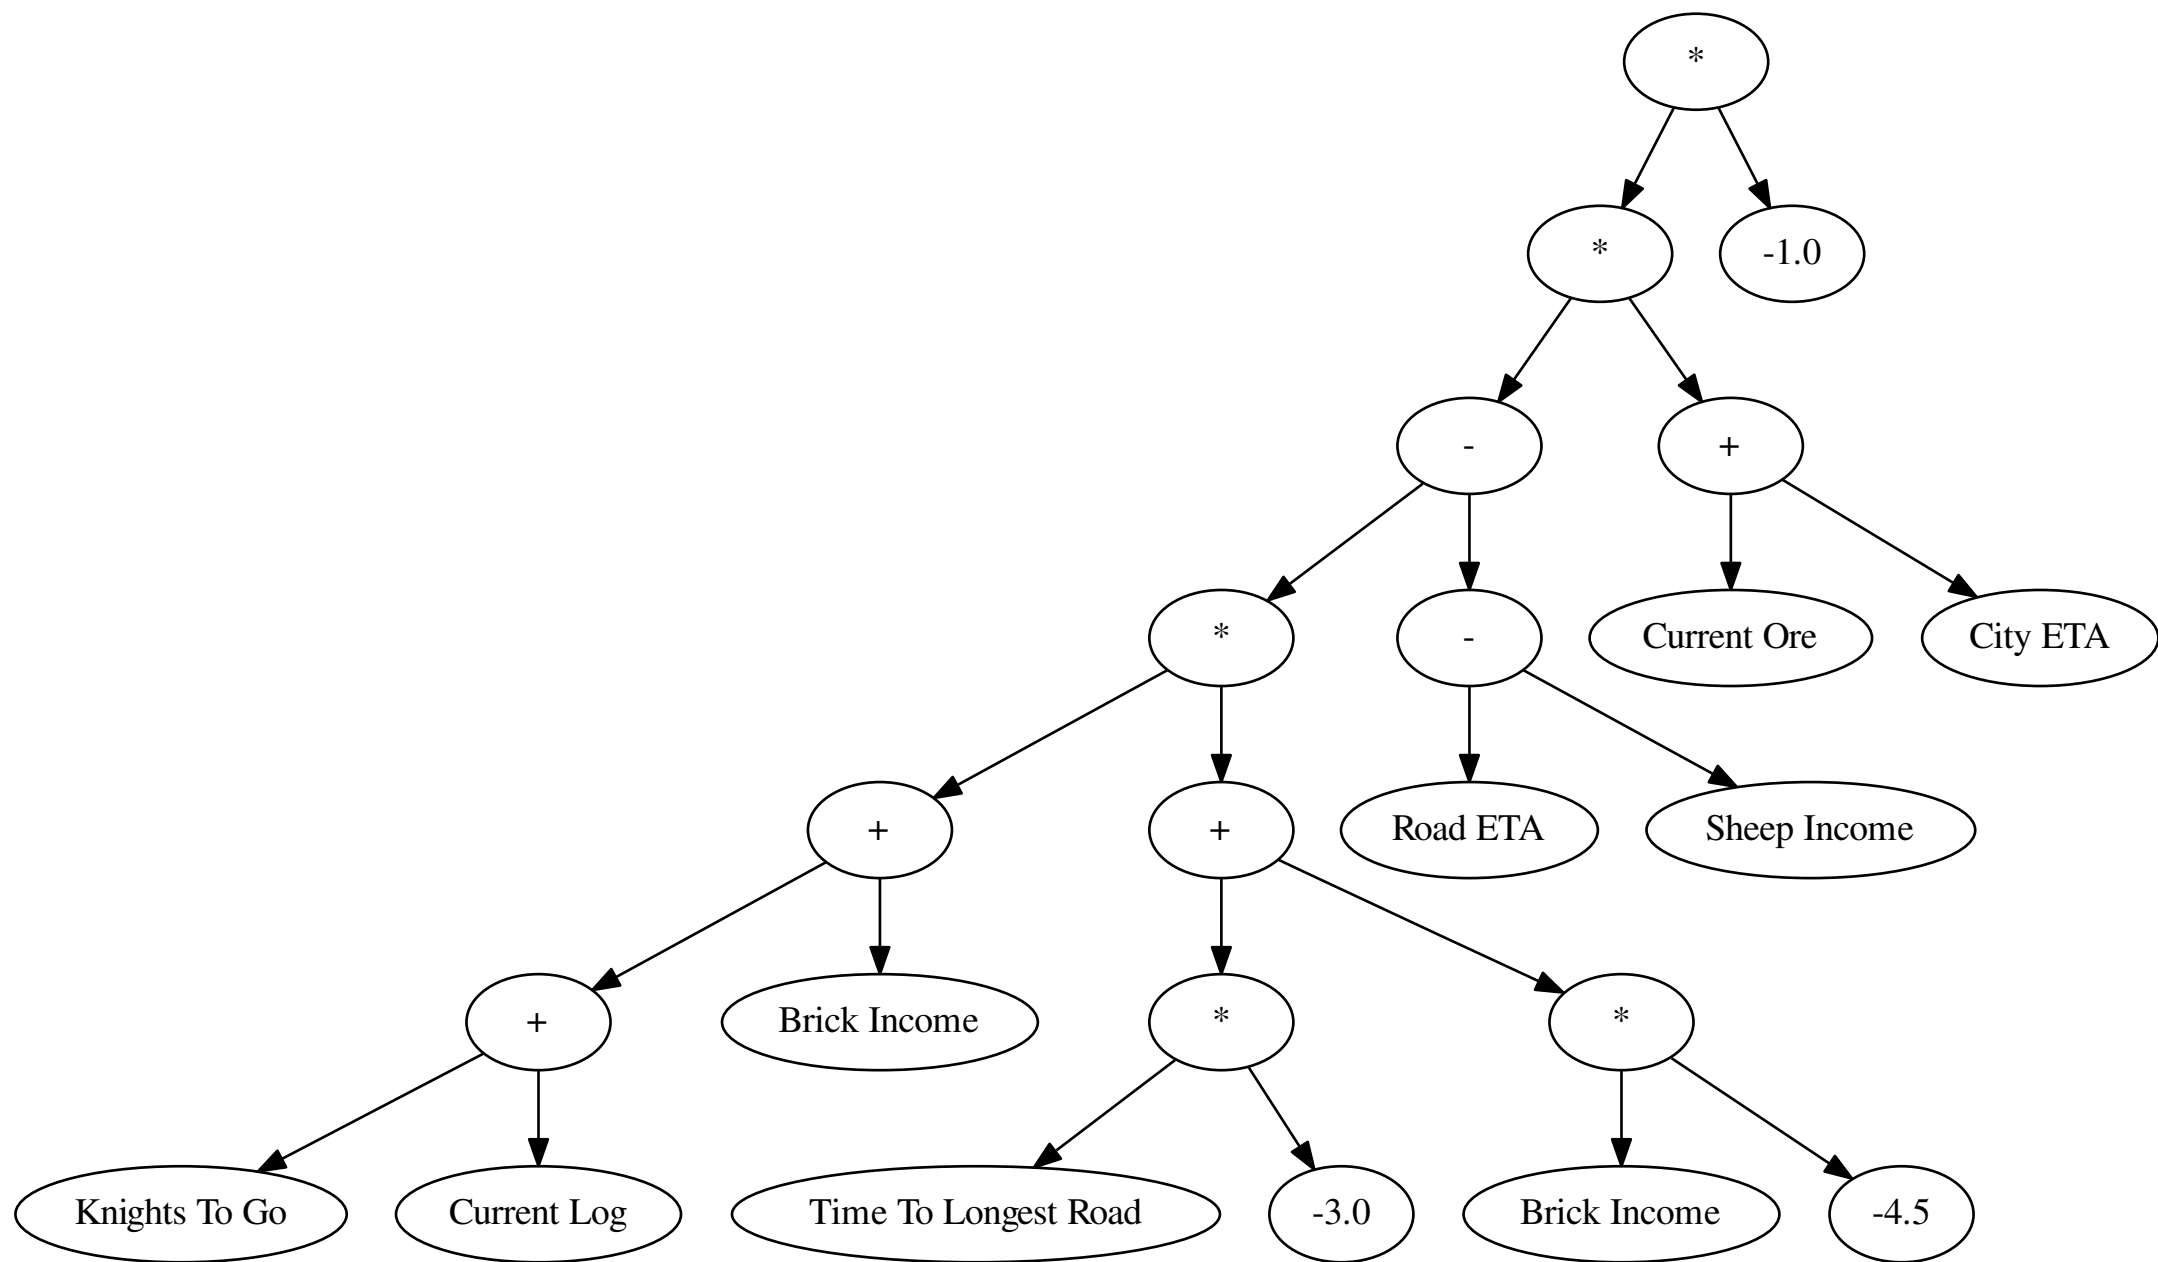 *
* -1.0
- +
* - Current Ore City ETA
+ + Road ETA Sheep Income
+ Brick Income * *
Knights To Go Current Log Time To Longest Road -3.0 Brick Income -4.5